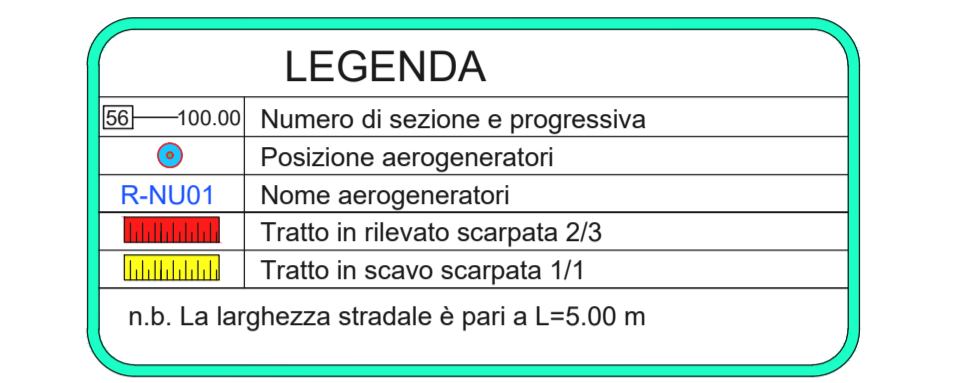 LEGENDA
56 100.00 Numero di sezione e progressiva
Posizione aerogeneratori
R-NU01 Nome aerogeneratori
Tratto in rilevato scarpata 2/3
Tratto in scavo scarpata 1/1
n.b. La larghezza stradale è pari a L=5.00 m